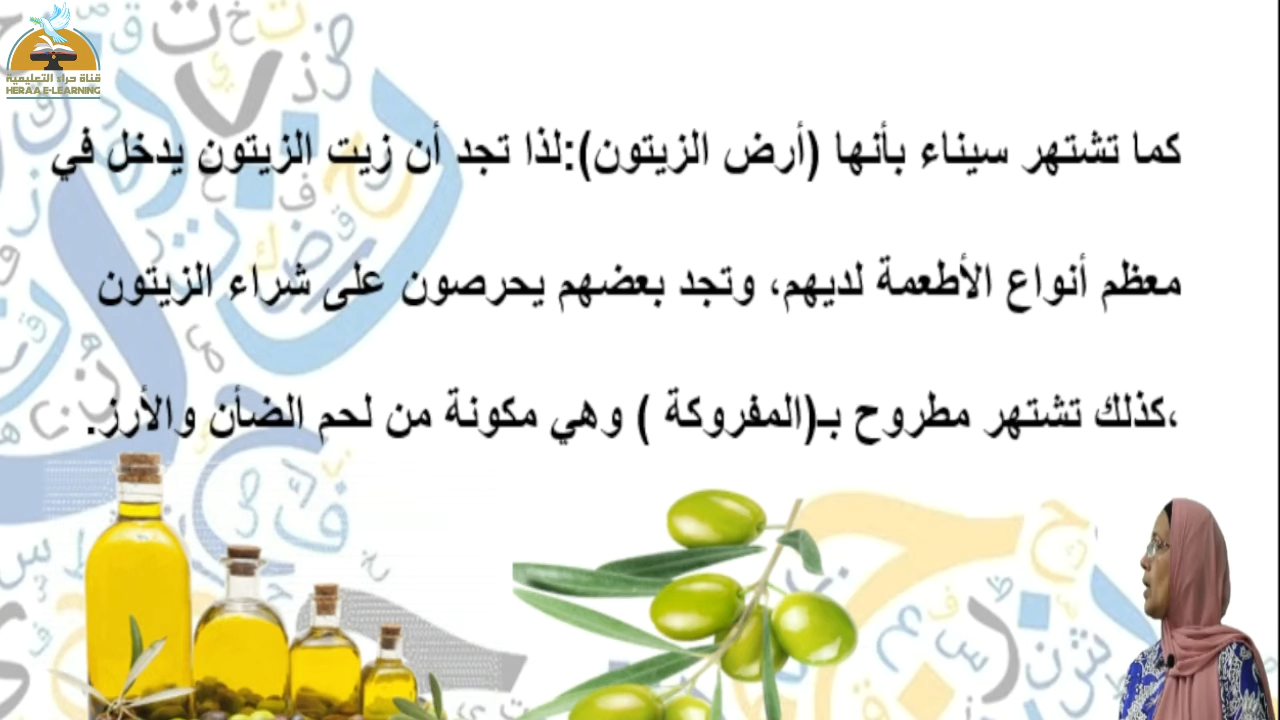 قناة حراء التعليمية
HERAA E-LEARNING
كما تشتهر سيناء بأنها (أرض الزيتون):لذا تجد أن زيت الزيتون يدخل في
معظم أنواع الأطعمة لديهم، وتجد بعضهم يحرصون على شراء الزيتون
،كذلك تشتهر مطروح بـ(المفروكة ) وهي مكونة من لحم الضأن والأرز.